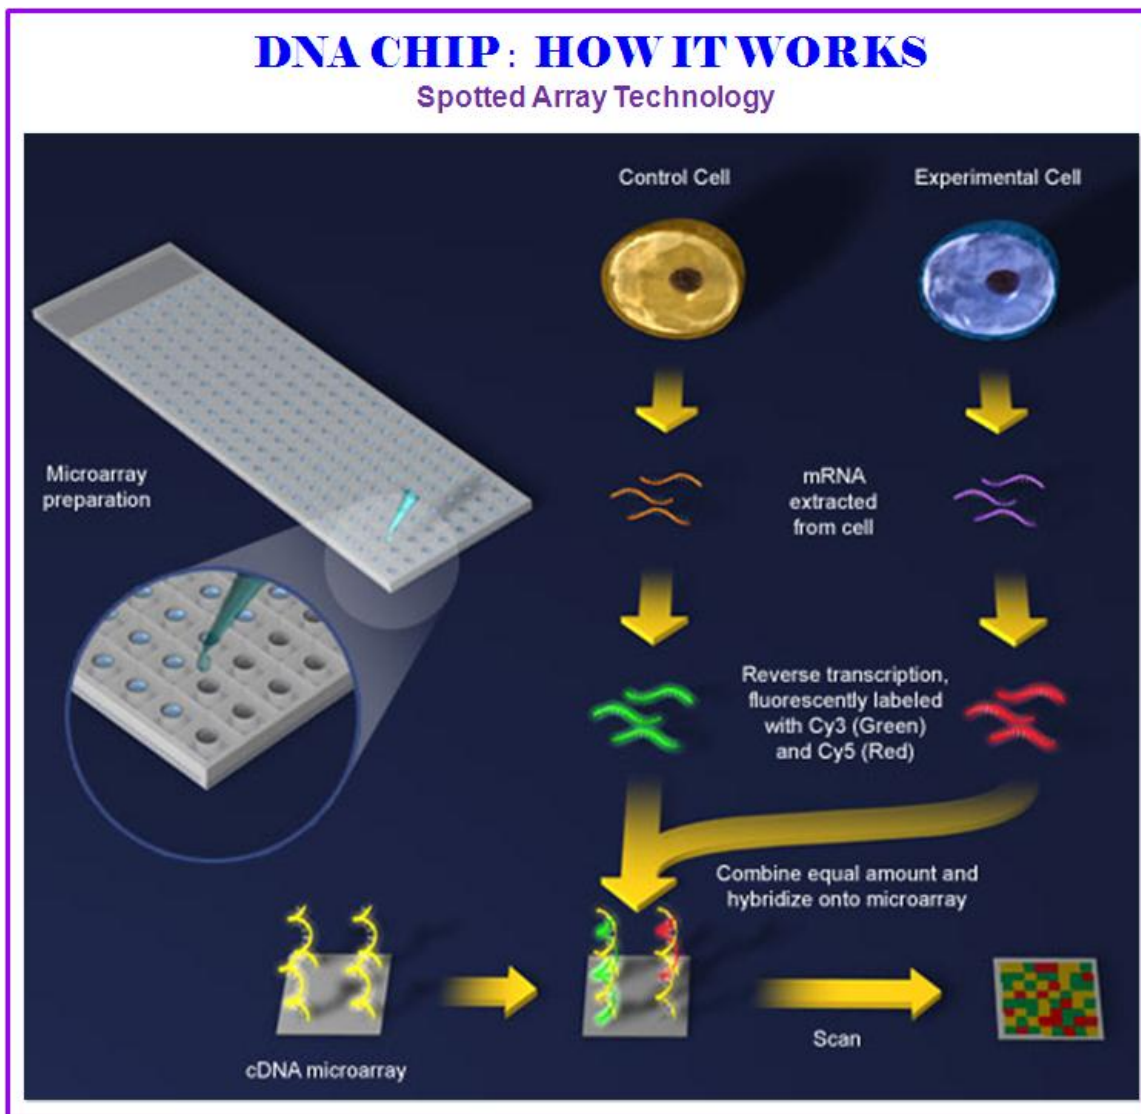 DNA CHIP: HOW IT WORKS
Spotted Array Technology
Control Cell
Experimental Cell
Microarray
preparation
mRNA
extracted
from cell
Reverse transcription,
fluorescently labeled
with Cy3 (Green)
and Cy5 (Red)
Combine equal amount and
hybridize onto microarray
cDNA microarray
Scan